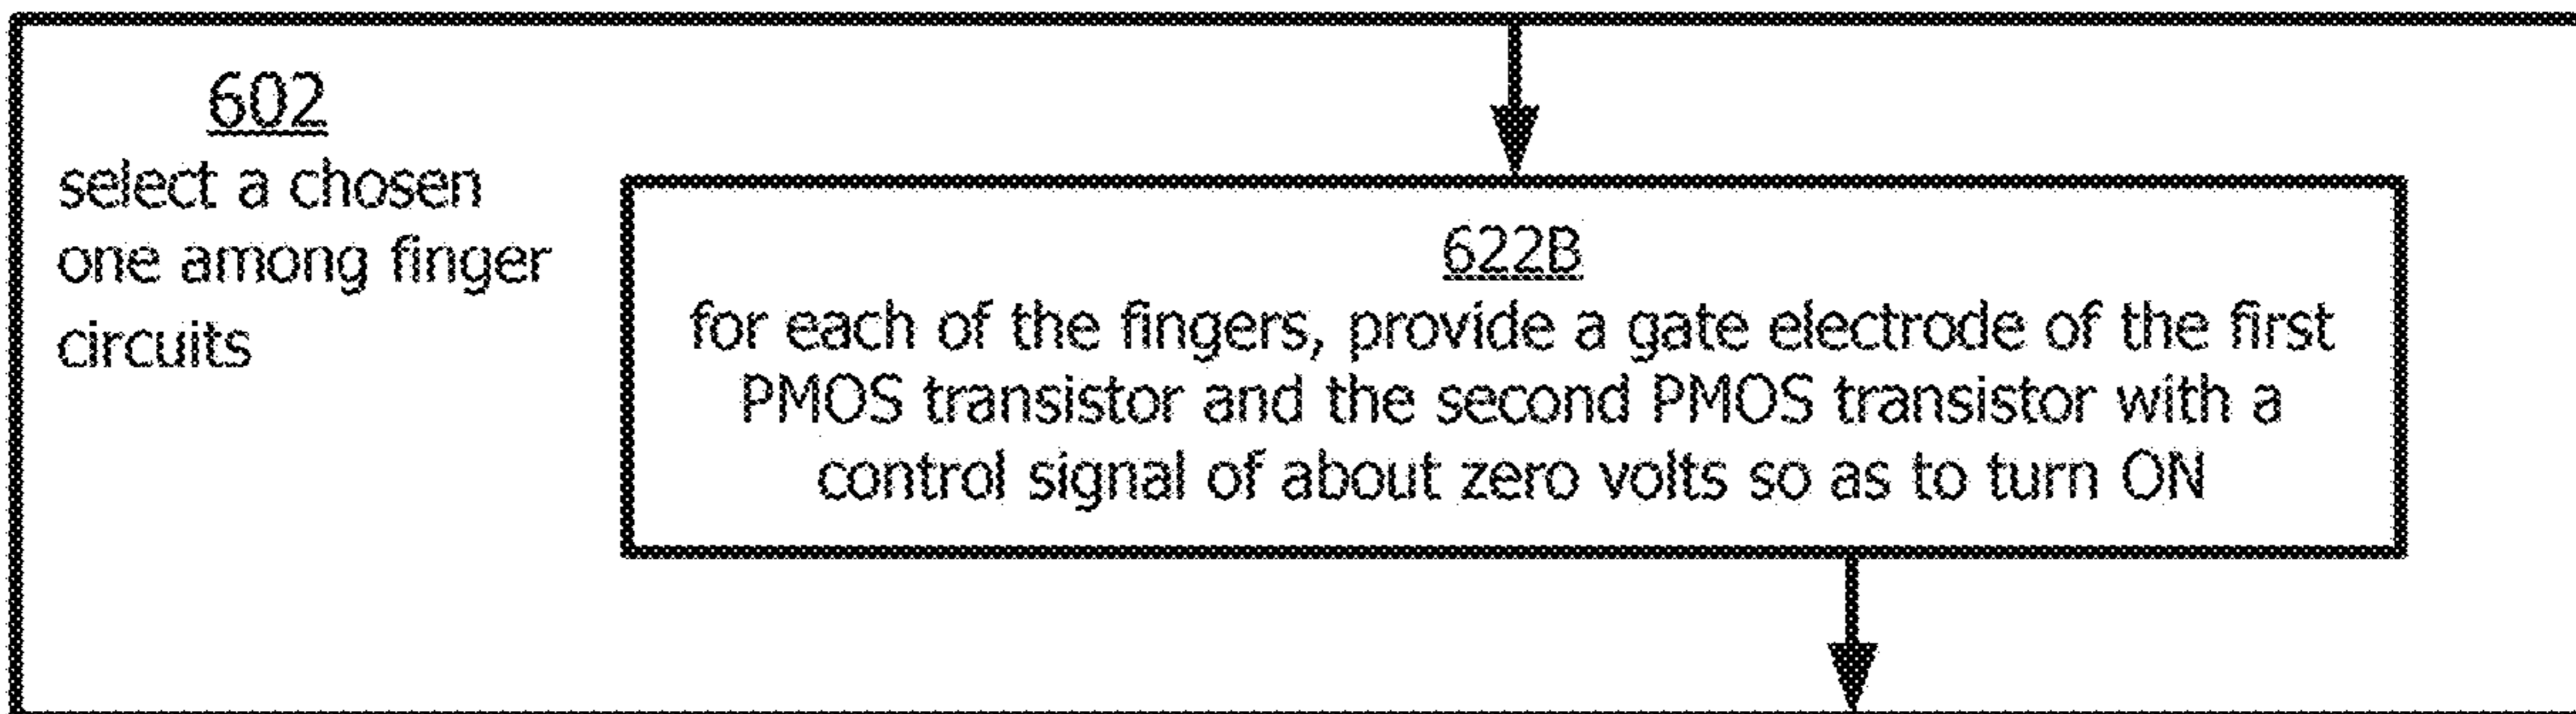 602
select a chosen
one among finger
circuits
622B
for each of the fingers, provide a gate electrode of the first
PMOS transistor and the second PMOS transistor with a
control signal of about zero volts so as to turn ON